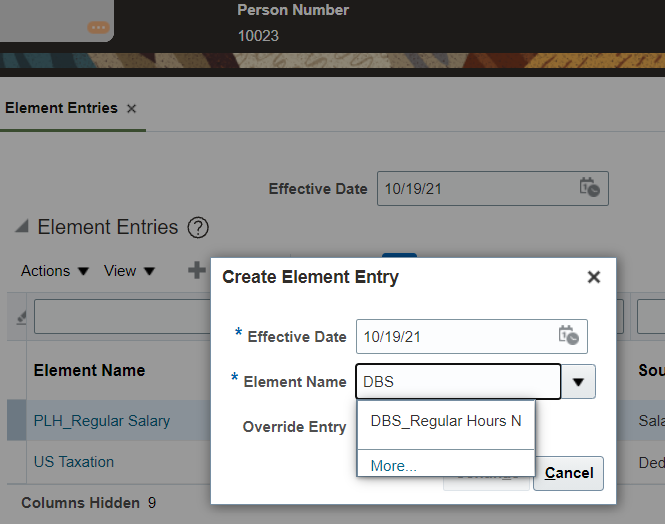 Person Number
10023
Element Entries ×
Effective Date 10/19/21
Element Entries ?
Actions View
Create Element Entry
* Effective Date 10/19/21
* Element Name DBS
DBS_Regular Hours N
More...
Override Entry
Cancel
Element Name
Sou
PLH_Regular Salary
Sala
US Taxation
Ded
Columns Hidden 9